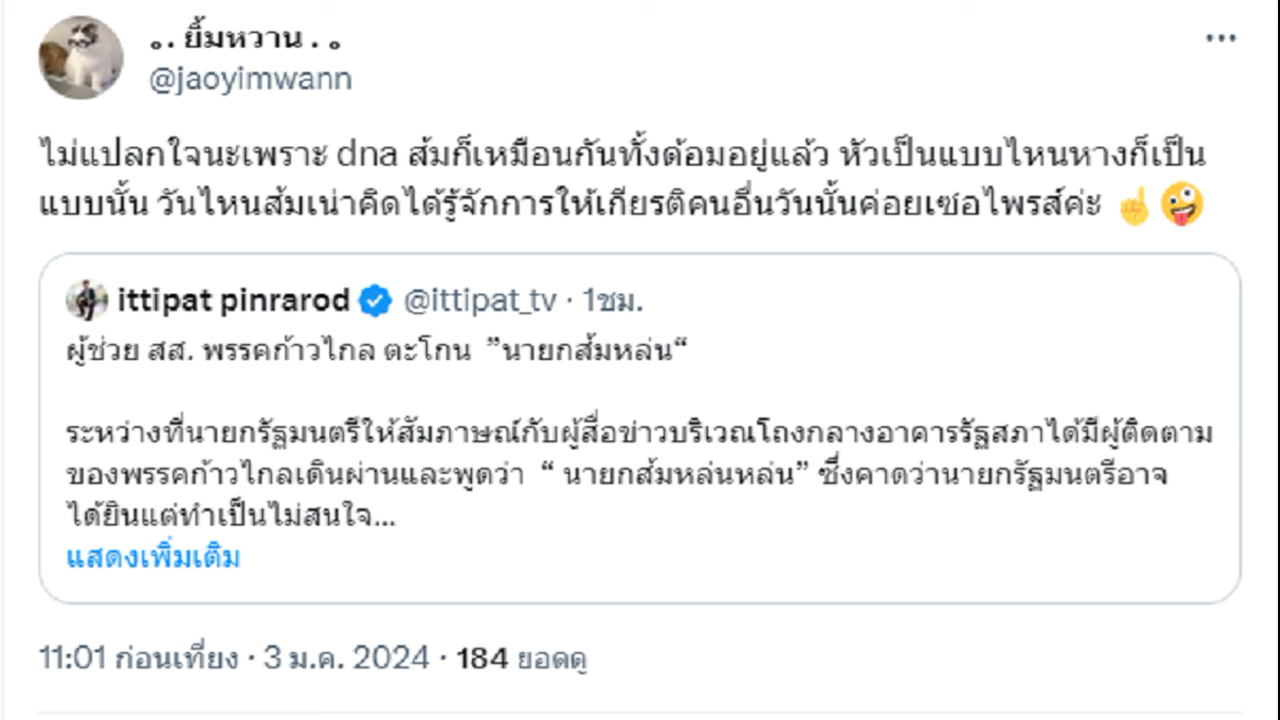 ₒ . ยิ้มหวาน . ₒ
@jaoyimwann
ไม่แปลกใจนะเพราะ dna ส้มก็เหมือนกันทั้งด้อมอยู่แล้ว หัวเป็นแบบไหนหางก็เป็น
แบบนั้น วันไหนส้มเน่าคิดได้รู้จักการให้เกียรติคนอื่นวันนั้นค่อยเซอไพรส์ค่ะ ☝️🤪
ittipat pinrarod @ittipat_tv · 1ชม.
ผู้ช่วย สส. พรรคก้าวไกล ตะโกน ”นายกส้มหล่น“
ระหว่างที่นายกรัฐมนตรีให้สัมภาษณ์กับผู้สื่อข่าวบริเวณโถงกลางอาคารรัฐสภาได้มีผู้ติดตาม
ของพรรคก้าวไกลเดินผ่านและพูดว่า “ นายกส้มหล่นหล่น” ซึ่งคาดว่านายกรัฐมนตรีอาจ
ได้ยินแต่ทำเป็นไม่สนใจ...
แสดงเพิ่มเติม
11:01 ก่อนเที่ยง · 3 ม.ค. 2024 · 184 ยอดดู